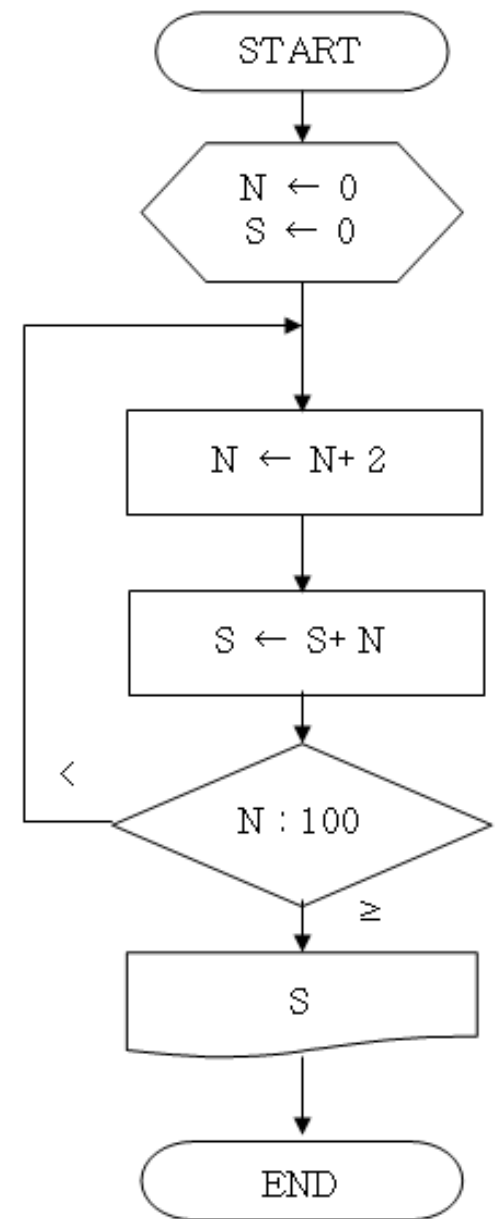 START
N ← 0
S ← 0
N ← N+ 2
S ← S+ N
<
N : 100
≥
S
END